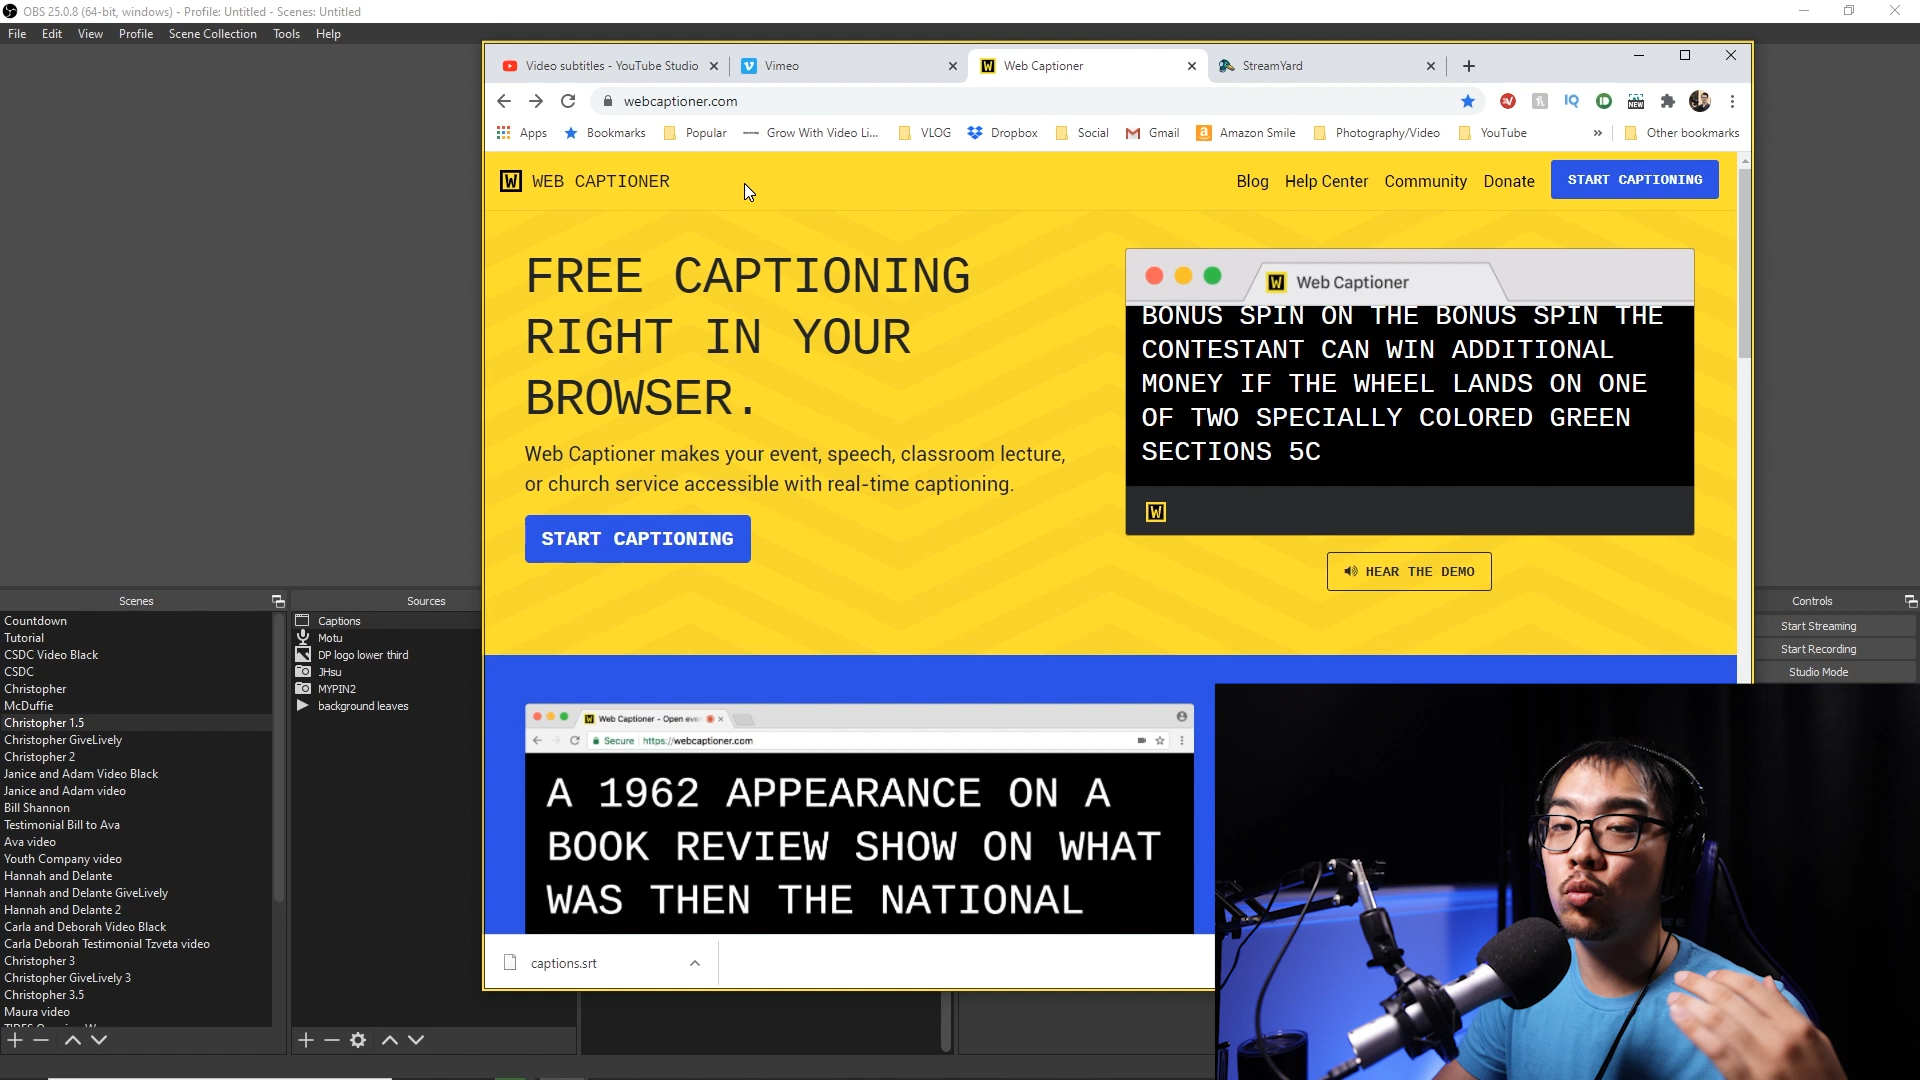 OBS 25.0.8 (64-bit, windows) - Profile: Untitled - Scenes: Untitled
File Edit View Profile Scene Collection Tools Help
Video subtitles - YouTube Studio
Vimeo
Web Captioner
StreamYard
webcaptioner.com
Apps
Bookmarks
Popular
Grow With Video Li...
VLOG
Dropbox
Social
Gmail
Amazon Smile
Photography/Video
YouTube
»
Other bookmarks
WEB CAPTIONER
Blog
Help Center
Community
Donate
START CAPTIONING
FREE CAPTIONING
RIGHT IN YOUR
BROWSER.
Web Captioner makes your event, speech, classroom lecture,
or church service accessible with real-time captioning.
START CAPTIONING
Web Captioner
BONUS SPIN ON THE BONUS SPIN THE
CONTESTANT CAN WIN ADDITIONAL
MONEY IF THE WHEEL LANDS ON ONE
OF TWO SPECIALLY COLORED GREEN
SECTIONS 5C
HEAR THE DEMO
Web Captioner - Open eve
Secure
https://webcaptioner.com
A 1962 APPEARANCE ON A
BOOK REVIEW SHOW ON WHAT
WAS THEN THE NATIONAL
captions.srt
Scenes
Countdown
Tutorial
CSDC Video Black
CSDC
Christopher
McDuffie
Christopher 1.5
Christopher GiveLively
Christopher 2
Janice and Adam Video Black
Janice and Adam video
Bill Shannon
Testimonial Bill to Ava
Ava video
Youth Company video
Hannah and Delante
Hannah and Delante GiveLively
Hannah and Delante 2
Carla and Deborah Video Black
Carla Deborah Testimonial Tzveta video
Christopher 3
Christopher GiveLively 3
Christopher 3.5
Maura video
Sources
Captions
Motu
DP logo lower third
JHsu
MYPIN2
background leaves
Controls
Start Streaming
Start Recording
Studio Mode